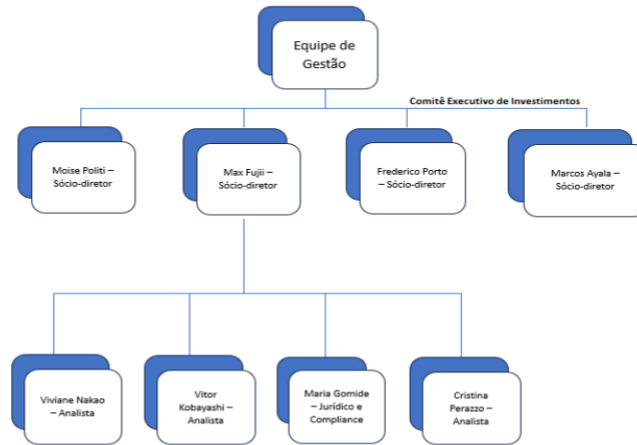 Equipe de
Gestão
Comitê Executivo de Investimentos
Moise Politi –
Sócio-diretor
Max Fujii –
Sócio-diretor
Frederico Porto
– Sócio-diretor
Marcos Ayala –
Sócio-diretor
Viviane Nakao
– Analista
Vitor
Kobayashi –
Analista
Maria Gomide
– Jurídico e
Compliance
Cristina
Perazzo –
Analista